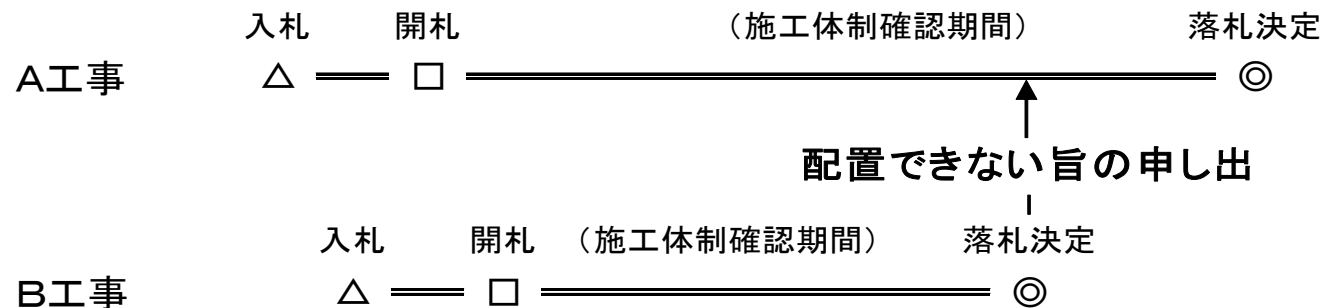 入札 開札 （施工体制確認期間） 落札決定
A工事 △ □ ◎
配置できない旨の申し出
入札 開札 （施工体制確認期間） 落札決定
B工事 △ □ ◎